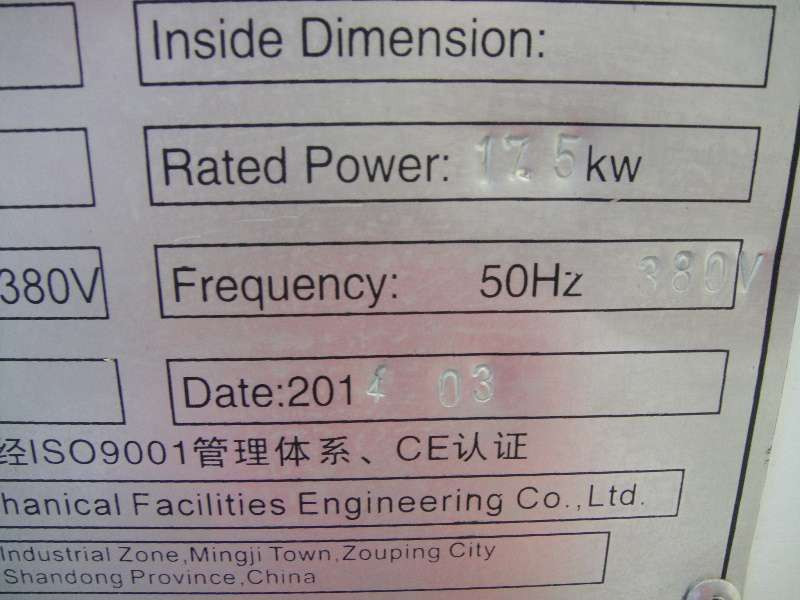 Inside Dimension:
Rated Power: 17.5kw
380V Frequency: 50Hz 380V
Date:2014 03
经ISO9001管理体系、CE认证
hanical Facilities Engineering Co.,Ltd.
Industrial Zone,Mingji Town,Zouping City
Shandong Province,China